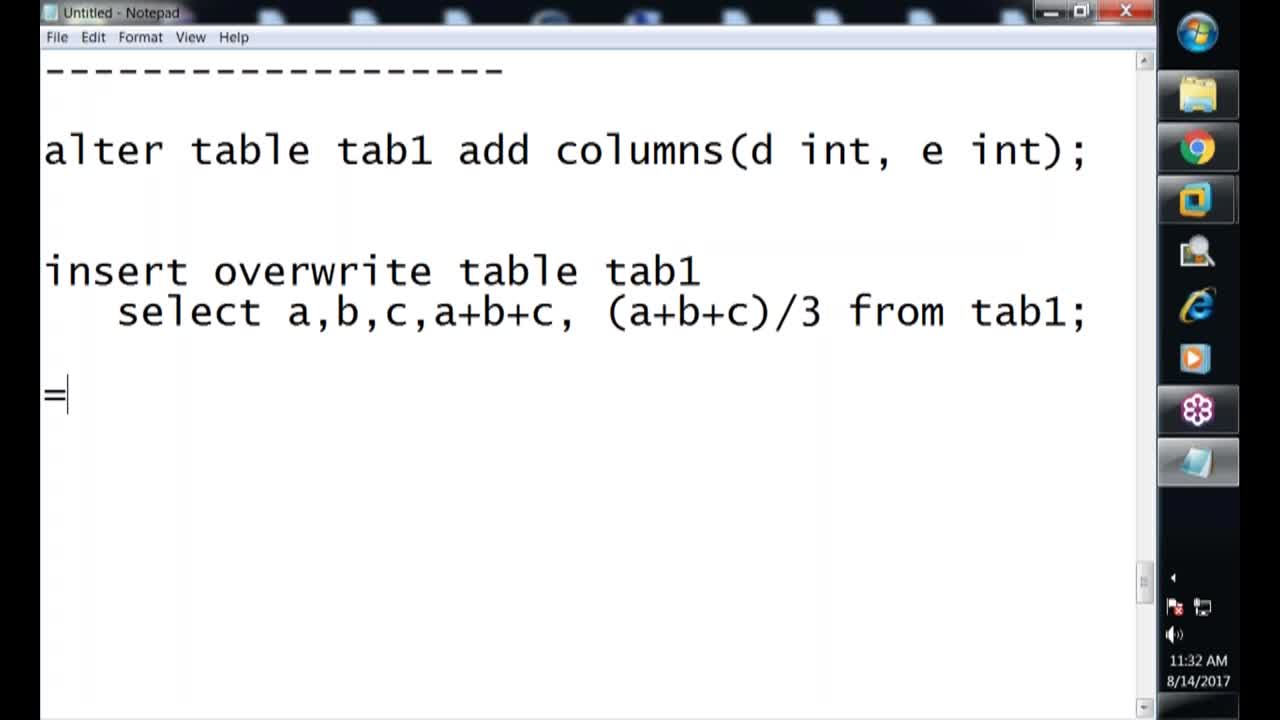 Untitled - Notepad
File Edit Format View Help
-------------------
alter table tab1 add columns(d int, e int);
insert overwrite table tab1
select a,b,c,a+b+c, (a+b+c)/3 from tab1;
=
11:32 AM
8/14/2017